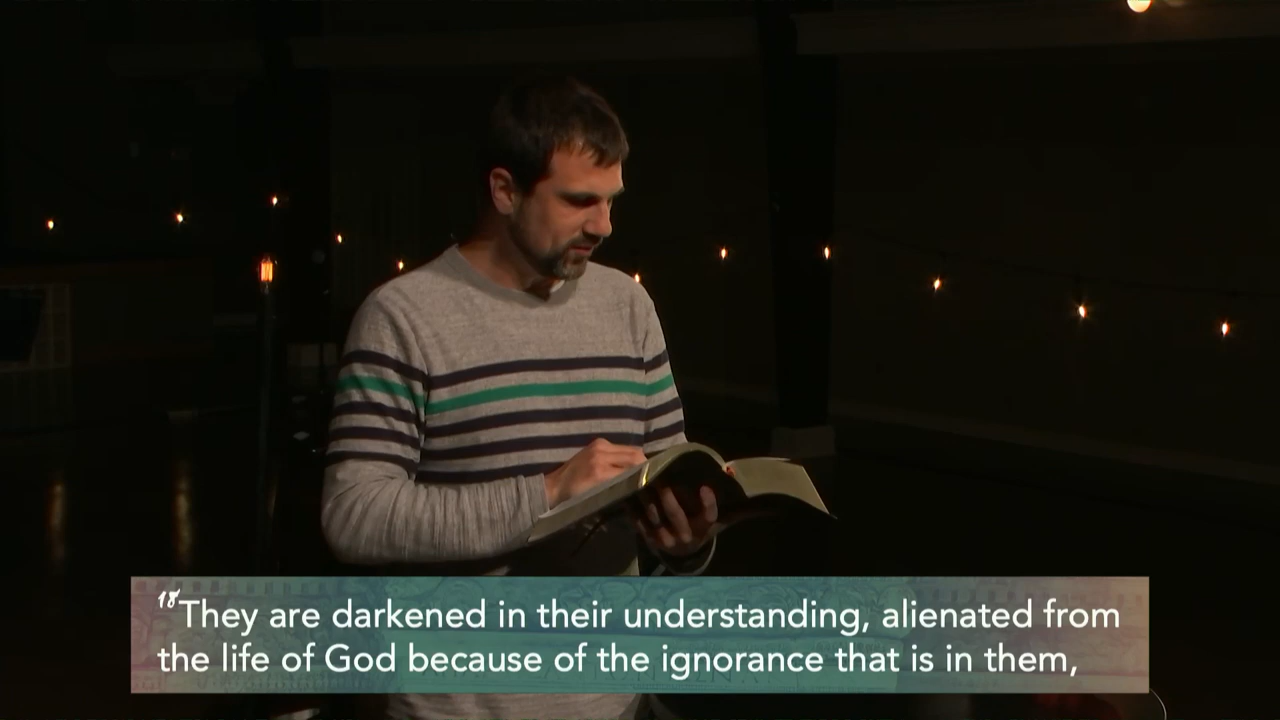 18They are darkened in their understanding, alienated from
the life of God because of the ignorance that is in them,